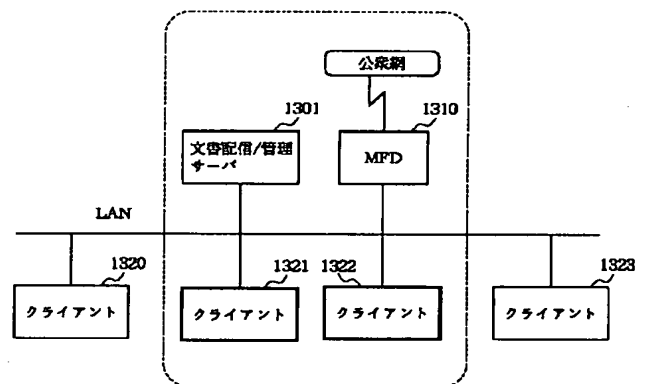 公衆網
1301
1310
文書配信/管理
サーバ
MFD
LAN
1320
1321
1322
1323
クライアント
クライアント
クライアント
クライアント